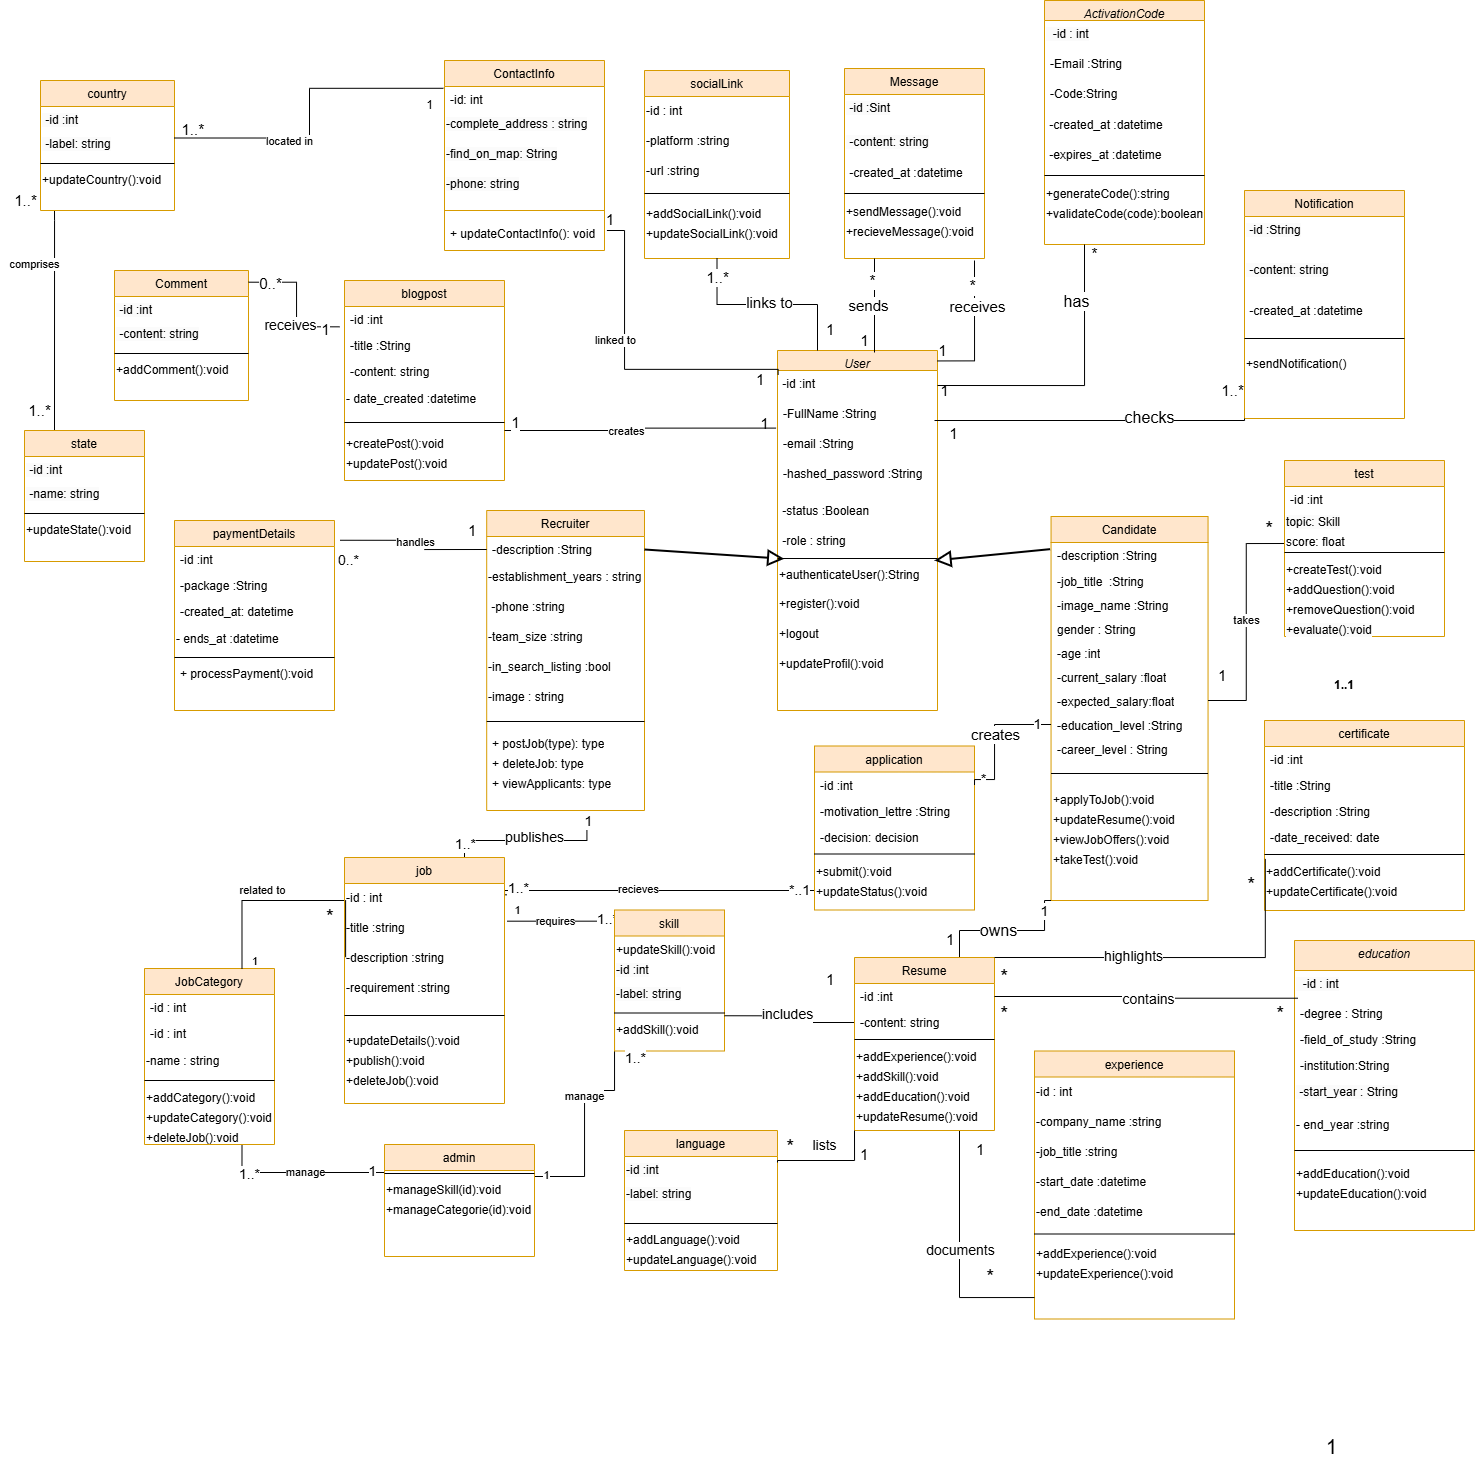 ActivationCode
-id : int
-Email :String
-Code:String
-created_at :datetime
-expires_at :datetime
+generateCode():string
+validateCode(code):boolean
*
has
1
country
-id :int
-label: string
+updateCountry():void
1..*
located in
1
1..*
comprises
1..*
ContactInfo
-id: int
-complete_address : string
-find_on_map: String
-phone: string
+ updateContactInfo(): void
1
linked to
1
socialLink
-id : int
-platform :string
-url :string
+addSocialLink():void
+updateSocialLink():void
1..*
links to
1
Message
-id :Sint
-content: string
-created_at :datetime
+sendMessage():void
+recieveMessage():void
*
sends
1
*
receives
1
Notification
-id :String
-content: string
-created_at :datetime
+sendNotification()
1..*
checks
1
Comment
-id :int
-content: string
+addComment():void
0..*
receives
1
blogpost
-id :int
-title :String
-content: string
- date_created :datetime
+createPost():void
+updatePost():void
1
creates
1
User
-id :int
-FullName :String
-email :String
-hashed_password :String
-status :Boolean
-role : string
+authenticateUser():String
+register():void
+logout
+updateProfil():void
state
-id :int
-name: string
+updateState():void
paymentDetails
-id :int
-package :String
-created_at: datetime
- ends_at :datetime
+ processPayment():void
0..*
handles
1
Recruiter
-description :String
-establishment_years : string
-phone :string
-team_size :string
-in_search_listing :bool
-image : string
+ postJob(type): type
+ deleteJob: type
+ viewApplicants: type
1
publishes
1..*
Candidate
-description :String
-job_title  :String
-image_name :String
gender : String
-age :int
-current_salary :float
-expected_salary:float
-education_level :String
-career_level : String
+applyToJob():void
+updateResume():void
+viewJobOffers():void
+takeTest():void
test
-id :int
topic: Skill
score: float
+createTest():void
+addQuestion():void
+removeQuestion():void
+evaluate():void
*
takes
1
1..1
application
-id :int
-motivation_lettre :String
-decision: decision
+submit():void
+updateStatus():void
creates
1
*
certificate
-id :int
-title :String
-description :String
-date_received: date
+addCertificate():void
+updateCertificate():void
*
highlights
*
job
-id : int
-title :string
-description :string
-requirement :string
+updateDetails():void
+publish():void
+deleteJob():void
1..*
recieves
*..1
1
requires
1..
related to
*
1
JobCategory
-id : int
-id : int
-name : string
+addCategory():void
+updateCategory():void
+deleteJob():void
1..*
manage
1
skill
+updateSkill():void
-id :int
-label: string
+addSkill():void
1..*
manage
1
includes
1
admin
+manageSkill(id):void
+manageCategorie(id):void
1
owns
1
Resume
-id :int
-content: string
+addExperience():void
+addSkill():void
+addEducation():void
+updateResume():void
*
contains
*
education
-id : int
-degree : String
-field_of_study :String
-institution:String
-start_year : String
- end_year :string
+addEducation():void
+updateEducation():void
language
-id :int
-label: string
+addLanguage():void
+updateLanguage():void
*
lists
1
1
documents
*
experience
-id : int
-company_name :string
-job_title :string
-start_date :datetime
-end_date :datetime
+addExperience():void
+updateExperience():void
1